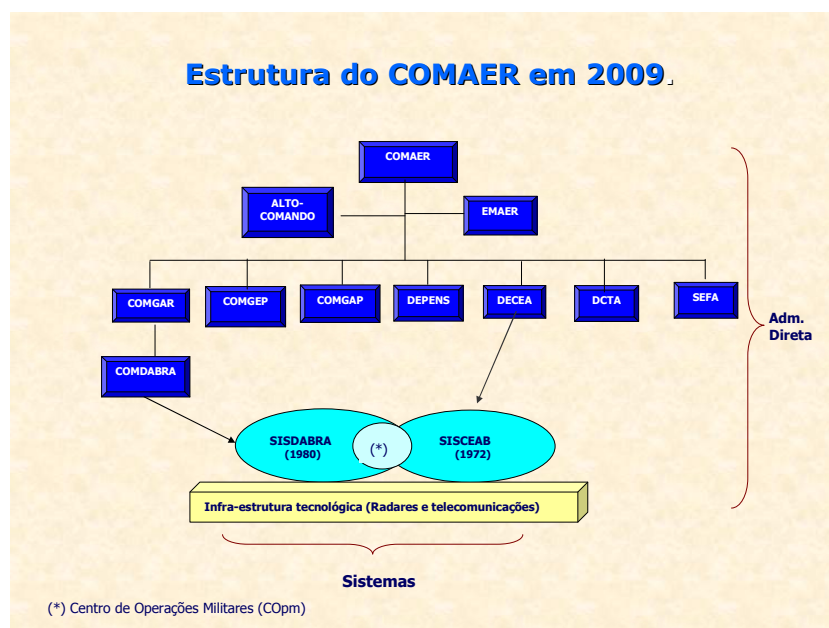 Estrutura do COMAER em 2009.
COMAER
ALTO-
COMANDO
EMAER
COMGAR
COMGEP
COMGAP
DEPENS
DECEA
DCTA
SEFA
Adm.
Direta
COMDABRA
SISDABRA
(1980)
(*)
SISCEAB
(1972)
Infra-estrutura tecnológica (Radares e telecomunicações)
Sistemas
(*) Centro de Operações Militares (COpm)